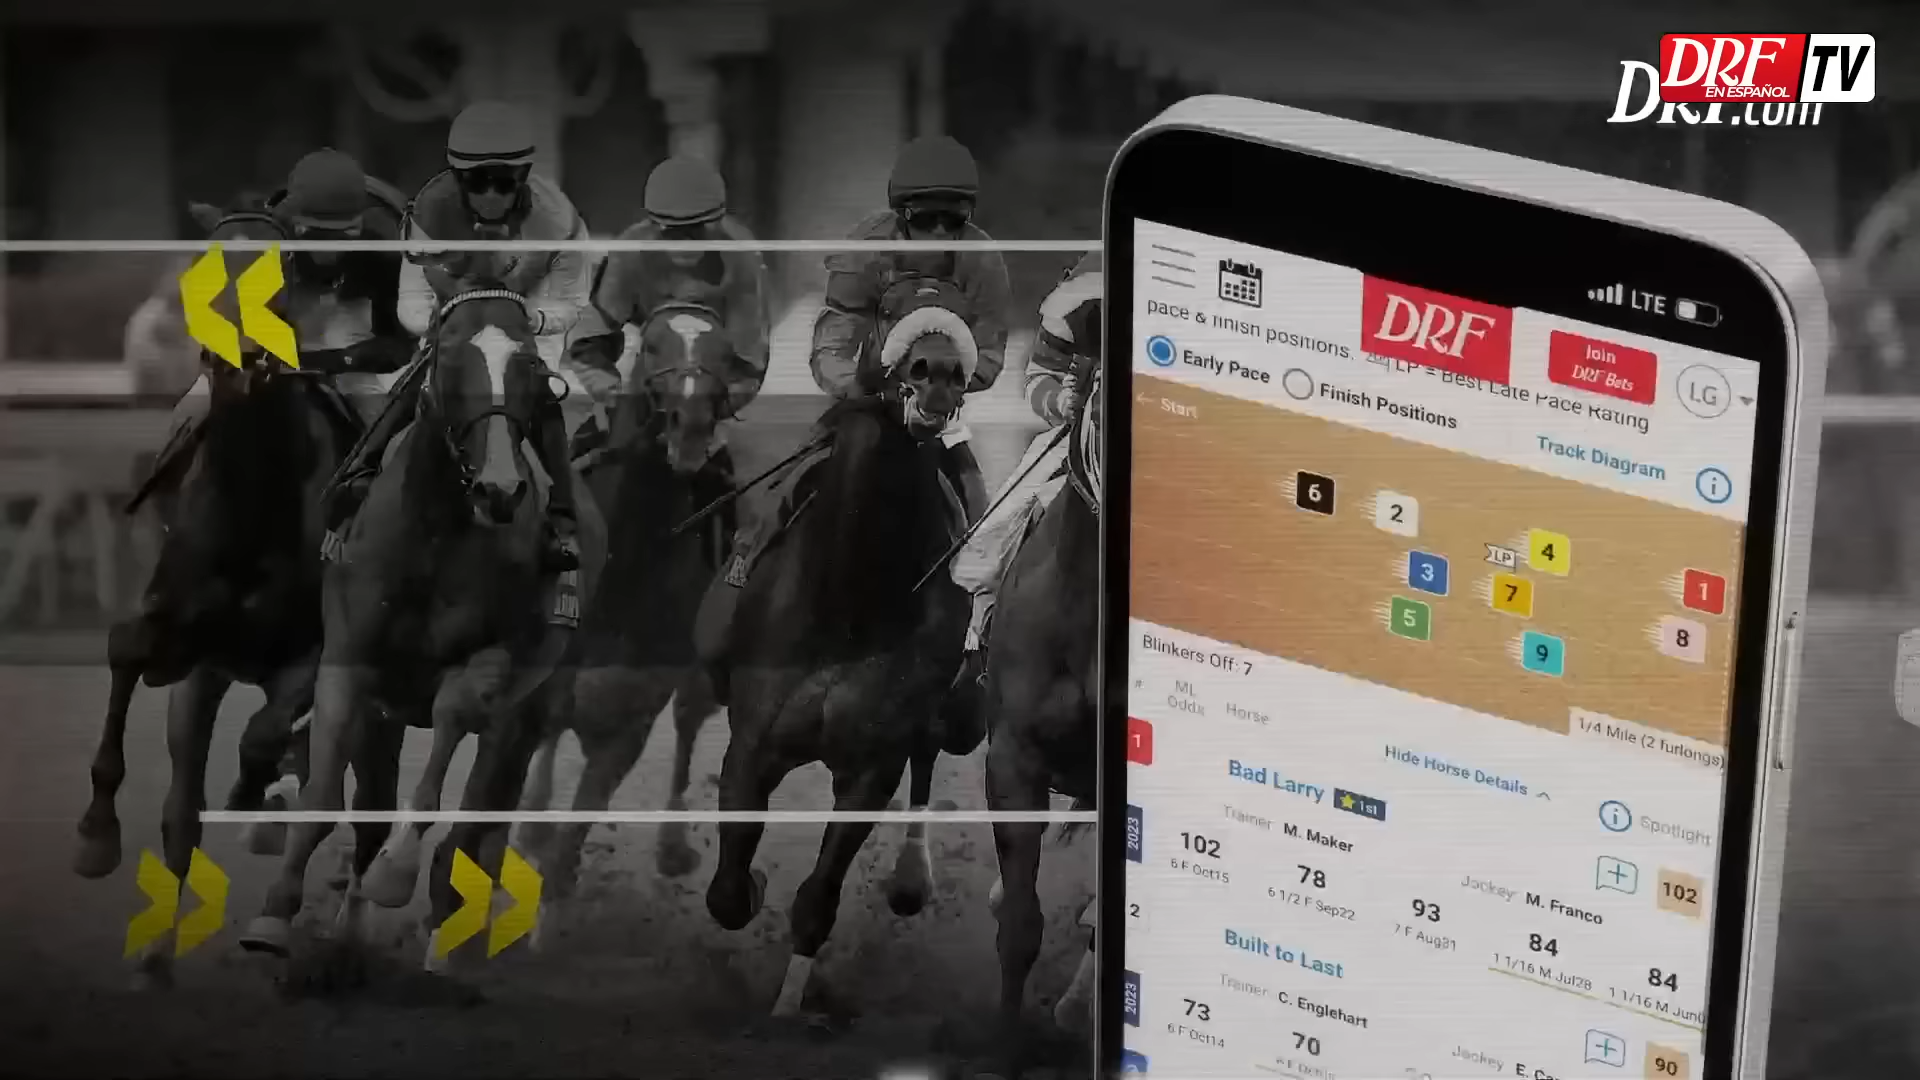 DRF TV
EN ESPAÑOL
DRF.com
LTE
DRF
Join
DRF Bets
LG
pace & finish positions.
LP = Best Late Pace Rating
Early Pace
Finish Positions
Track Diagram
← Start
6
2
4
LP
3
7
1
5
8
9
Blinkers Off: 7
1/4 Mile (2 furlongs)
# ML Odds Horse
Hide Horse Details
1
Bad Larry
1st
Spotlight
Trainer M. Maker
Jockey M. Franco
102
2023
102
6 F Oct15
78
6 1/2 F Sep22
93
7 F Aug31
84
1 1/16 M Jul28
84
2
Built to Last
Trainer C. Englehart
Jockey
90
2023
73
6 F Oct14
70